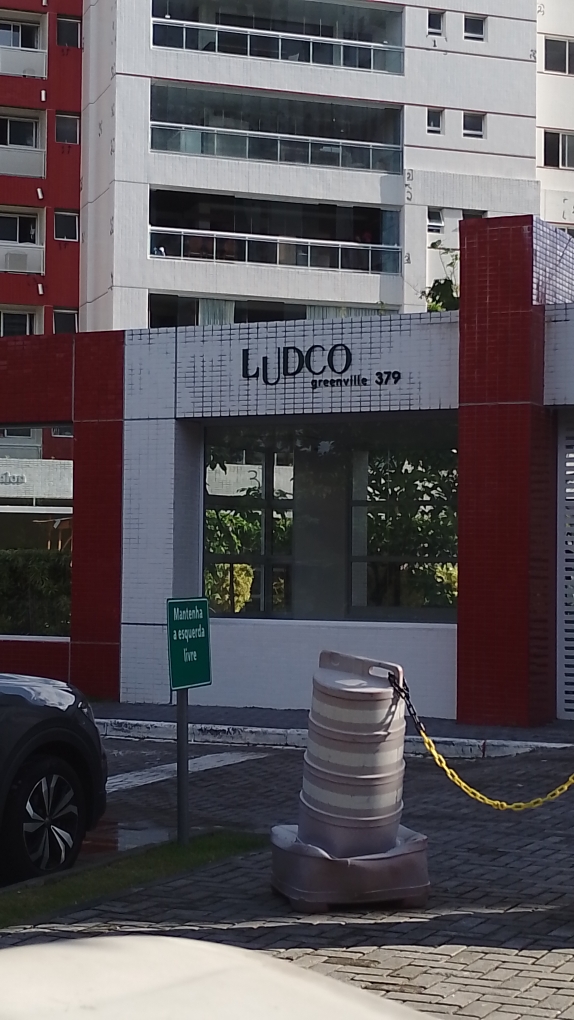 LUDCO
greenville 379
Mantenha
a esquerda
livre